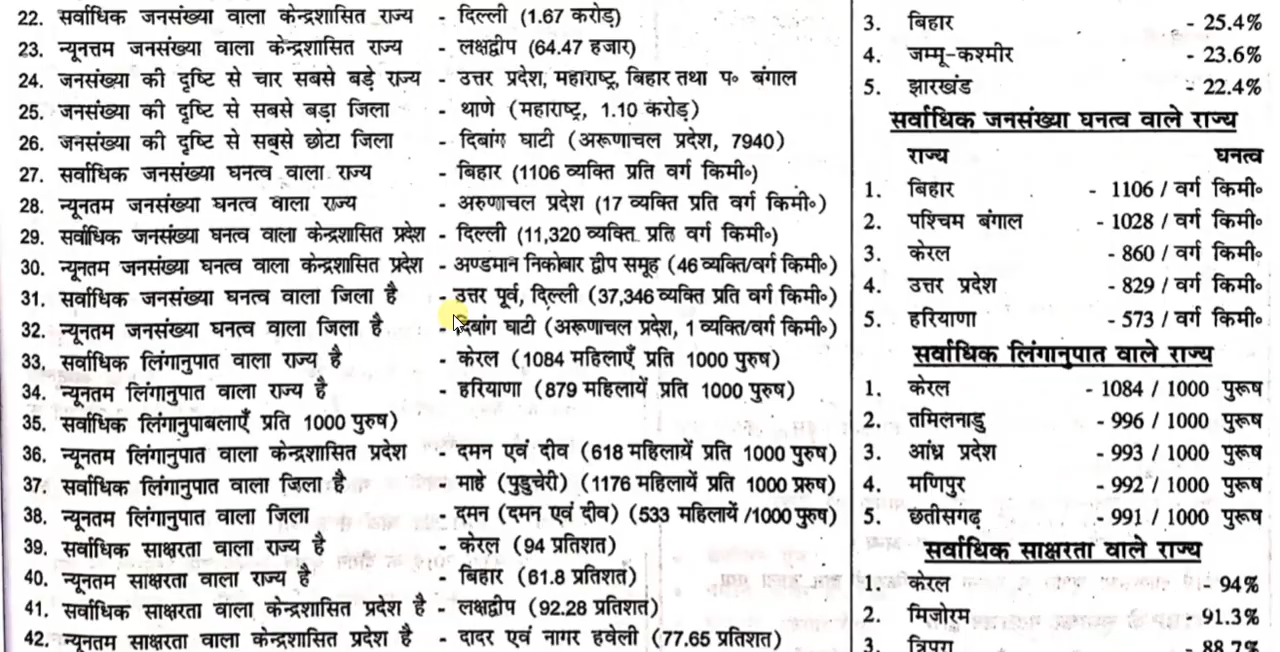 22. सर्वाधिक जनसंख्या वाला केन्द्रशासित राज्य - दिल्ली (1.67 करोड़)
23. न्यूनत्तम जनसंख्या वाला केन्द्रशासित राज्य - लक्षद्वीप (64.47 हजार)
24. जनसंख्या की दृष्टि से चार सबसे बड़े राज्य - उत्तर प्रदेश, महाराष्ट्र, बिहार तथा प॰ बंगाल
25. जनसंख्या की दृष्टि से सबसे बड़ा जिला - थाणे (महाराष्ट्र, 1.10 करोड़)
26. जनसंख्या की दृष्टि से सबसे छोटा जिला - दिबांग घाटी (अरूणाचल प्रदेश, 7940)
27. सर्वाधिक जनसंख्या घनत्व वाला राज्य - बिहार (1106 व्यक्ति प्रति वर्ग किमी॰)
28. न्यूनतम जनसंख्या घनत्व वाला राज्य - अरुणाचल प्रदेश (17 व्यक्ति प्रति वर्ग किमी॰)
29. सर्वाधिक जनसंख्या घनत्व वाला केन्द्रशासित प्रदेश - दिल्ली (11,320 व्यक्ति प्रति वर्ग किमी॰)
30. न्यूनतम जनसंख्या घनत्व वाला केन्द्रशासित प्रदेश - अण्डमान निकोबार द्वीप समूह (46 व्यक्ति/वर्ग किमी॰)
31. सर्वाधिक जनसंख्या घनत्व वाला जिला है - उत्तर पूर्व, दिल्ली (37,346 व्यक्ति प्रति वर्ग किमी॰)
32. न्यूनतम जनसंख्या घनत्व वाला जिला है - दिबांग घाटी (अरूणाचल प्रदेश, 1 व्यक्ति/वर्ग किमी॰)
33. सर्वाधिक लिंगानुपात वाला राज्य है - केरल (1084 महिलाएँ प्रति 1000 पुरुष)
34. न्यूनतम लिंगानुपात वाला राज्य है - हरियाणा (879 महिलायें प्रति 1000 पुरुष)
35. सर्वाधिक लिंगानुपाबलाएँ प्रति 1000 पुरुष)
36. न्यूनतम लिंगानुपात वाला केन्द्रशासित प्रदेश - दमन एवं दीव (618 महिलायें प्रति 1000 पुरुष)
37. सर्वाधिक लिंगानुपात वाला जिला है - माहे (पुडुचेरी) (1176 महिलायें प्रति 1000 प्ररुष)
38. न्यूनतम लिंगानुपात वाला जिला - दमन (दमन एवं दीव) (533 महिलायें /1000 पुरुष)
39. सर्वाधिक साक्षरता वाला राज्य है - केरल (94 प्रतिशत)
40. न्यूनतम साक्षरता वाला राज्य है - बिहार (61.8 प्रतिशत)
41. सर्वाधिक साक्षरता वाला केन्द्रशासित प्रदेश है - लक्षद्वीप (92.28 प्रतिशत)
42. न्यूनतम साक्षरता वाला केन्द्रशासित प्रदेश है - दादर एवं नागर हवेली (77.65 प्रतिशत)
3. बिहार - 25.4%
4. जम्मू-कश्मीर - 23.6%
5. झारखंड - 22.4%
सर्वाधिक जनसंख्या घनत्व वाले राज्य
राज्य घनत्व
1. बिहार - 1106 / वर्ग किमी॰
2. पश्चिम बंगाल - 1028 / वर्ग किमी॰
3. केरल - 860 / वर्ग किमी॰
4. उत्तर प्रदेश - 829 / वर्ग किमी॰
5. हरियाणा - 573 / वर्ग किमी॰
सर्वाधिक लिंगानुपात वाले राज्य
1. केरल - 1084 / 1000 पुरूष
2. तमिलनाडु - 996 / 1000 पुरूष
3. आंध्र प्रदेश - 993 / 1000 पुरूष
4. मणिपुर - 992 / 1000 पुरूष
5. छतीसगढ़ - 991 / 1000 पुरूष
सर्वाधिक साक्षरता वाले राज्य
1. केरल - 94%
2. मिज़ोरम - 91.3%
3. त्रिपुरा - 88.7%